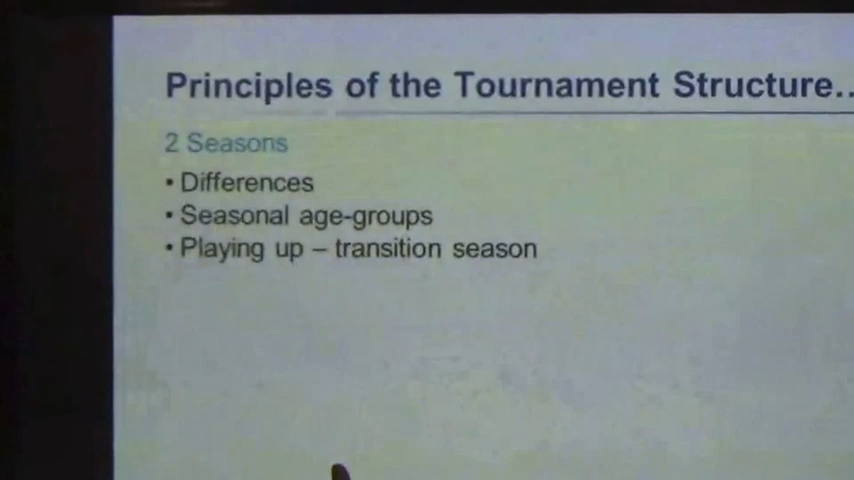 Principles of the Tournament Structure..
2 Seasons
• Differences
• Seasonal age-groups
• Playing up – transition season